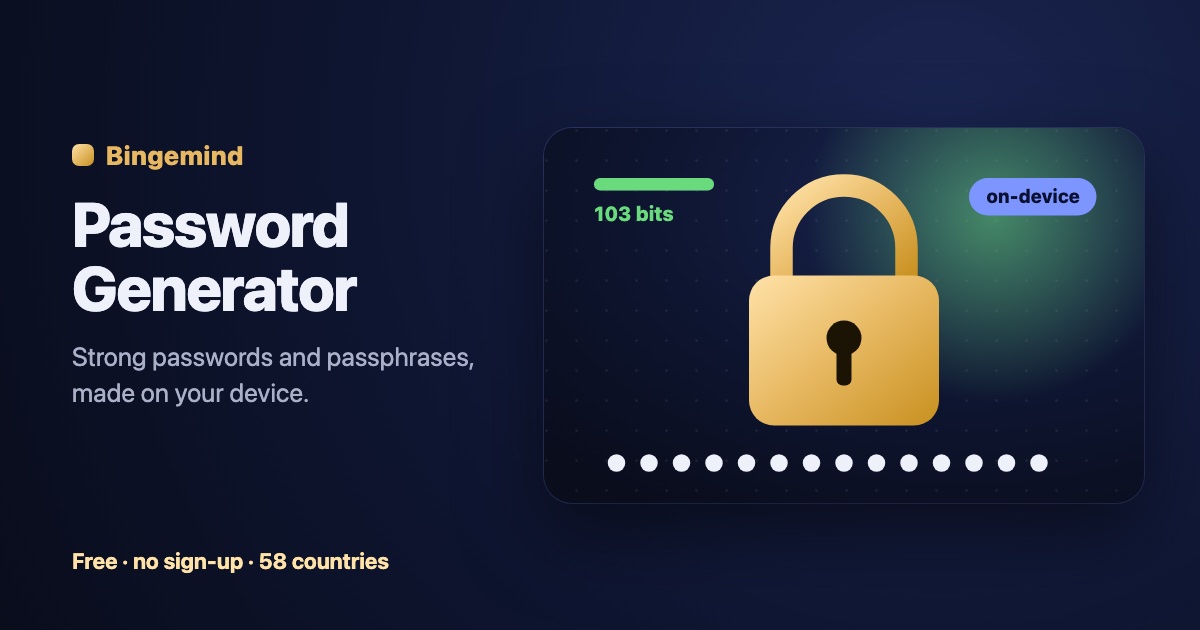 Bingemind
Password
Generator
Strong passwords and passphrases,
made on your device.
Free · no sign-up · 58 countries
103 bits
on-device